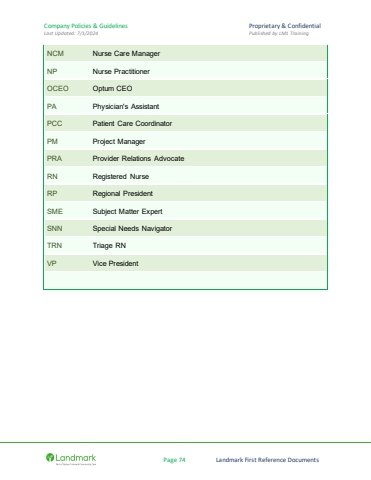 Company Policies & Guidelines Proprietary & Confidential
Last Updated: 7/1/2024 Published by LM1 Training
NCM Nurse Care Manager
NP Nurse Practitioner
OCEO Optum CEO
PA Physician's Assistant
PCC Patient Care Coordinator
PM Project Manager
PRA Provider Relations Advocate
RN Registered Nurse
RP Regional President
SME Subject Matter Expert
SNN Special Needs Navigator
TRN Triage RN
VP Vice President
Landmark Page 74 Landmark First Reference Documents